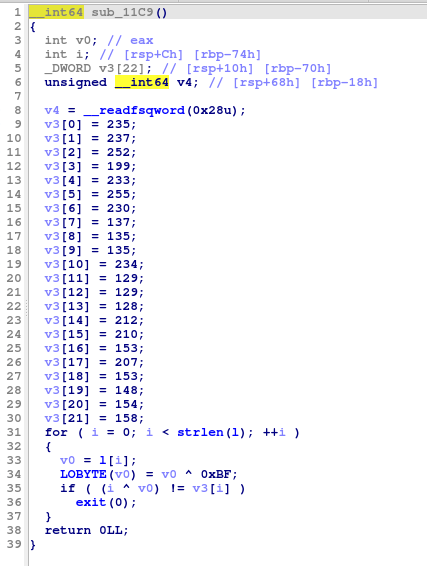 1 __int64 sub_11C9()
2 {
3 int v0; // eax
4 int i; // [rsp+Ch] [rbp-74h]
5 _DWORD v3[22]; // [rsp+10h] [rbp-70h]
6 unsigned __int64 v4; // [rsp+68h] [rbp-18h]
7
8 v4 = __readfsqword(0x28u);
9 v3[0] = 235;
10 v3[1] = 237;
11 v3[2] = 252;
12 v3[3] = 199;
13 v3[4] = 233;
14 v3[5] = 255;
15 v3[6] = 230;
16 v3[7] = 137;
17 v3[8] = 135;
18 v3[9] = 135;
19 v3[10] = 234;
20 v3[11] = 129;
21 v3[12] = 129;
22 v3[13] = 128;
23 v3[14] = 212;
24 v3[15] = 210;
25 v3[16] = 153;
26 v3[17] = 207;
27 v3[18] = 153;
28 v3[19] = 148;
29 v3[20] = 154;
30 v3[21] = 158;
31 for ( i = 0; i < strlen(l); ++i )
32 {
33 v0 = l[i];
34 LOBYTE(v0) = v0 ^ 0xBF;
35 if ( (i ^ v0) != v3[i] )
36 exit(0);
37 }
38 return 0LL;
39 }